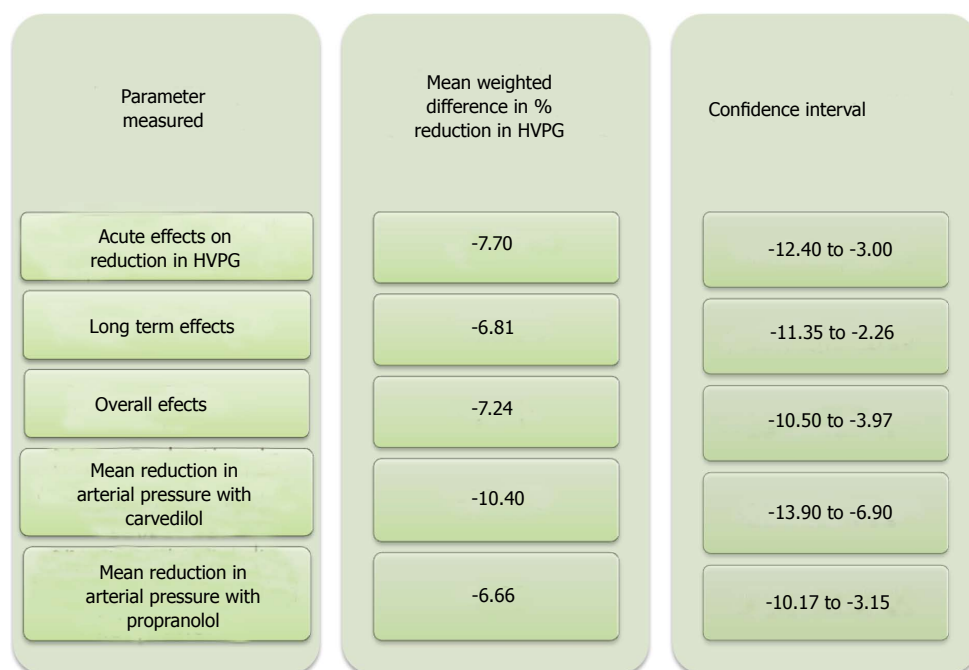 Parameter
measured
Mean weighted
difference in %
reduction in HVPG
Confidence interval
Acute effects on
reduction in HVPG
-7.70
-12.40 to -3.00
Long term effects
-6.81
-11.35 to -2.26
Overall efects
-7.24
-10.50 to -3.97
Mean reduction in
arterial pressure with
carvedilol
-10.40
-13.90 to -6.90
Mean reduction in
arterial pressure with
propranolol
-6.66
-10.17 to -3.15